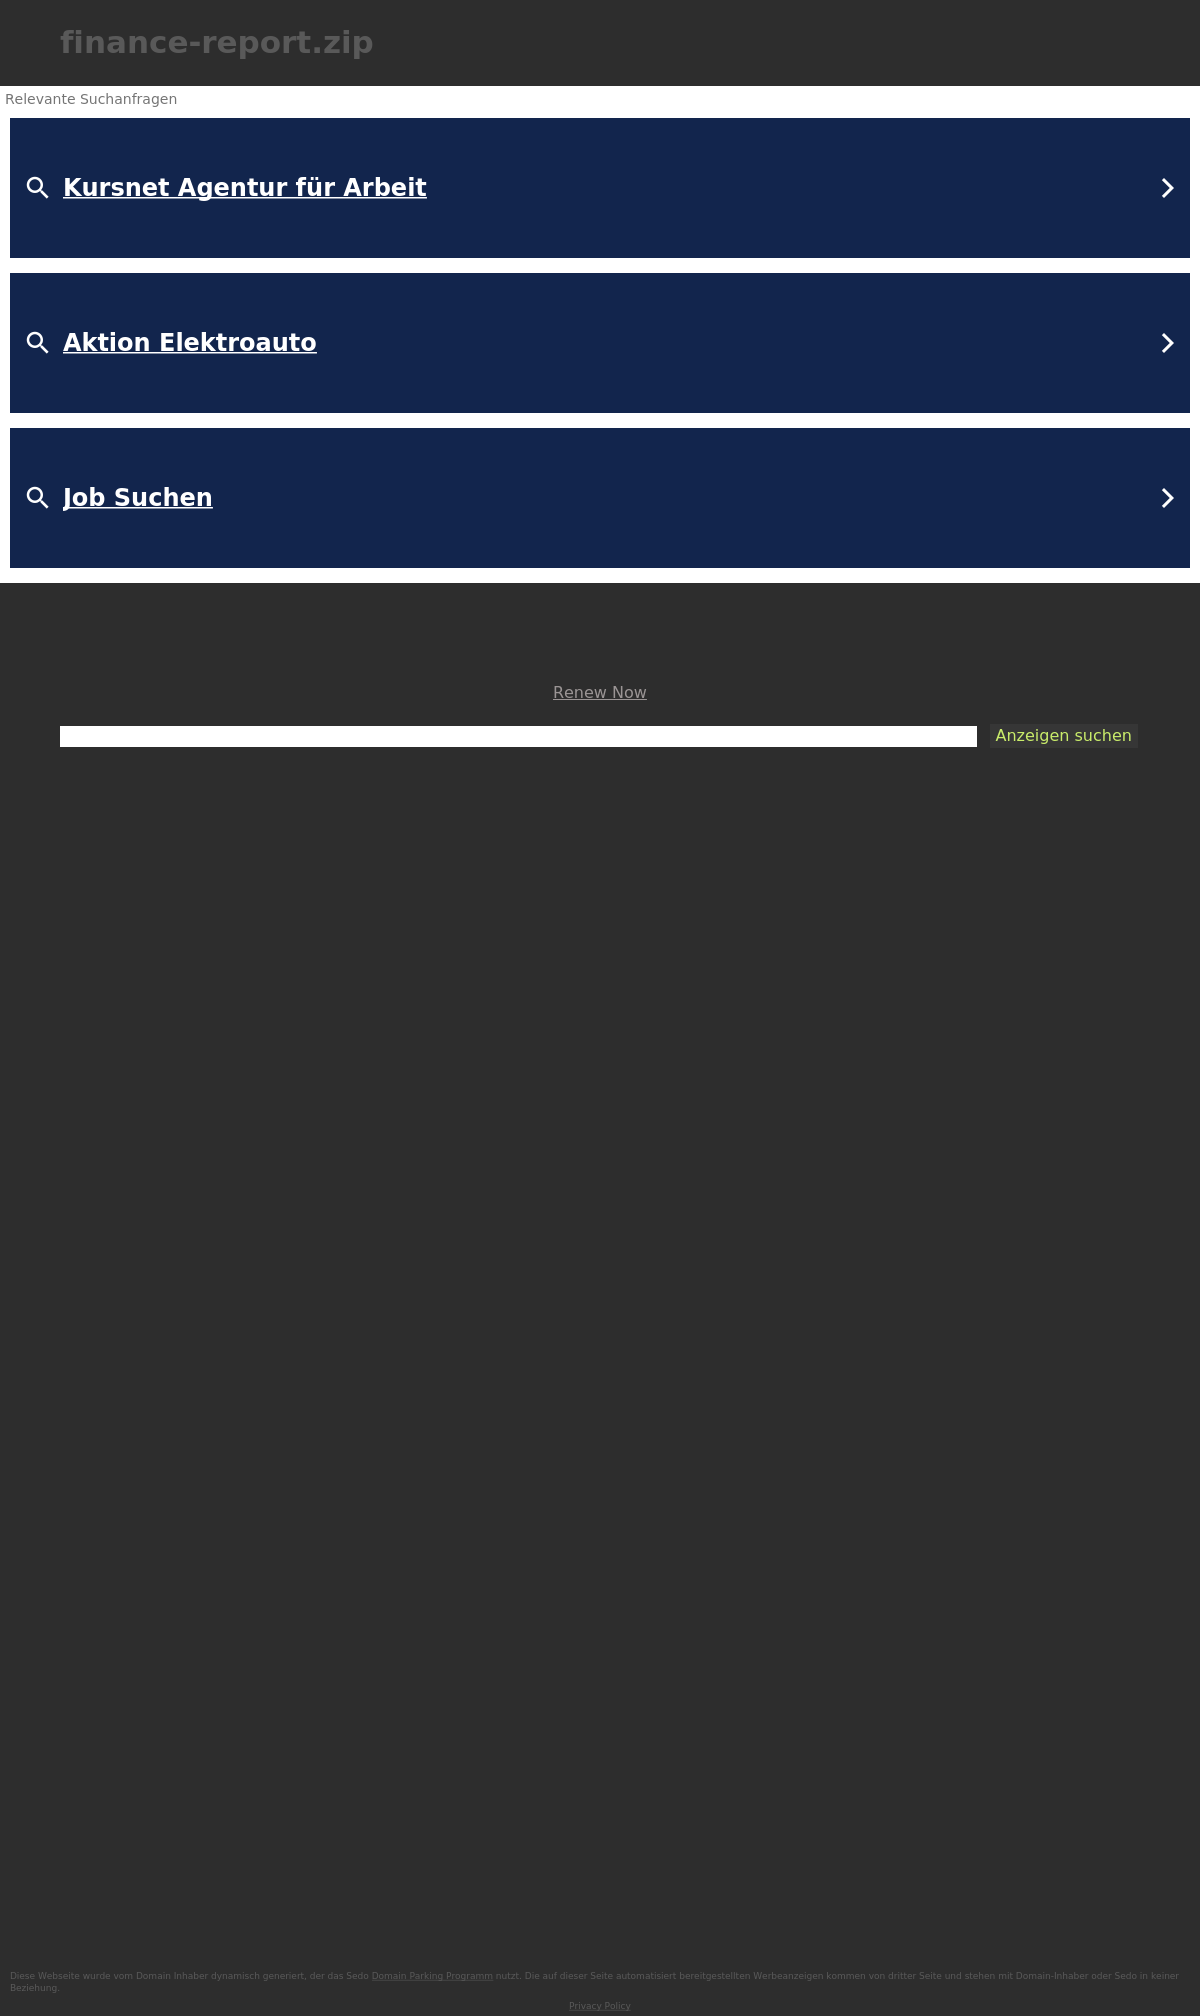 finance-report.zip
Relevante Suchanfragen
Kursnet Agentur für Arbeit
Aktion Elektroauto
Job Suchen
Renew Now
Anzeigen suchen
Diese Webseite wurde vom Domain Inhaber dynamisch generiert, der das Sedo Domain Parking Programm nutzt. Die auf dieser Seite automatisiert bereitgestellten Werbeanzeigen kommen von dritter Seite und stehen mit Domain-Inhaber oder Sedo in keiner
Beziehung.
Privacy Policy